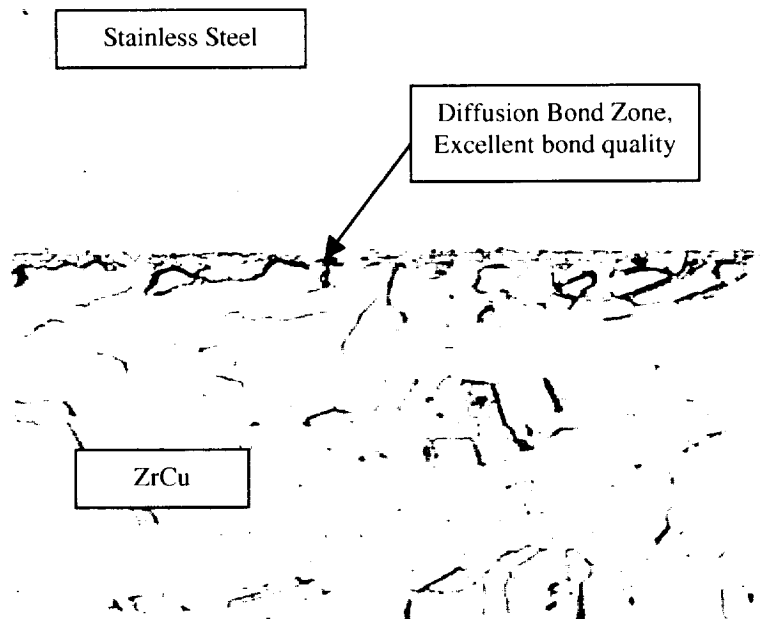 Stainless Steel
Diffusion Bond Zone,
Excellent bond quality
ZrCu